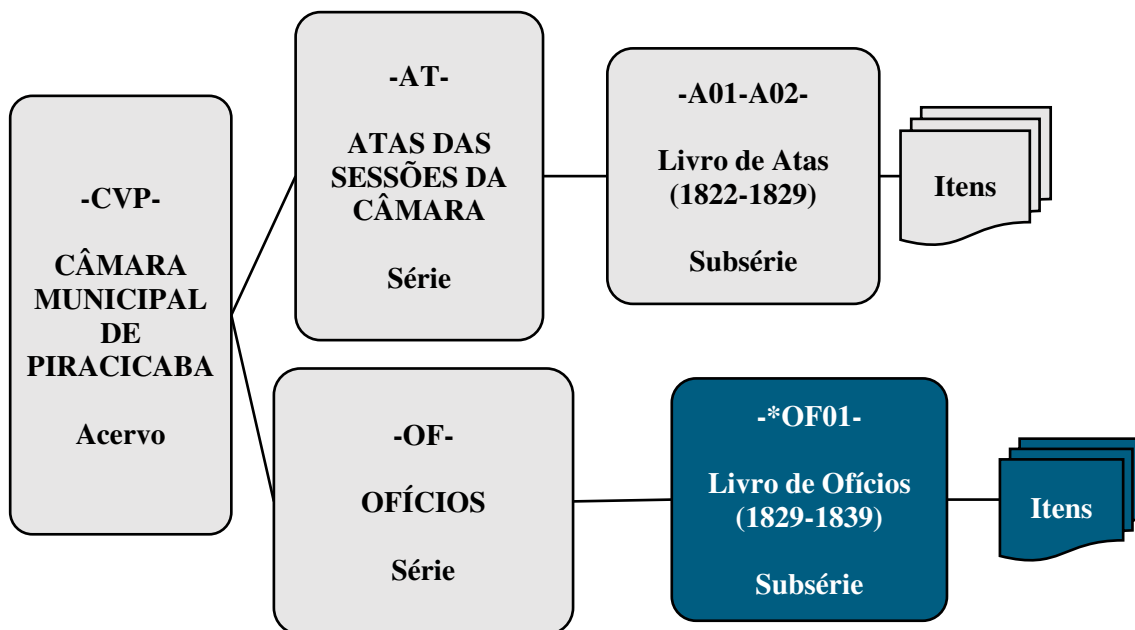 -CVP-
CÂMARA
MUNICIPAL
DE
PIRACICABA
Acervo
-AT-
ATAS DAS
SESSÕES DA
CÂMARA
Série
-A01-A02-
Livro de Atas
(1822-1829)
Subsérie
Itens
-OF-
OFÍCIOS
Série
-*OF01-
Livro de Ofícios
(1829-1839)
Subsérie
Itens